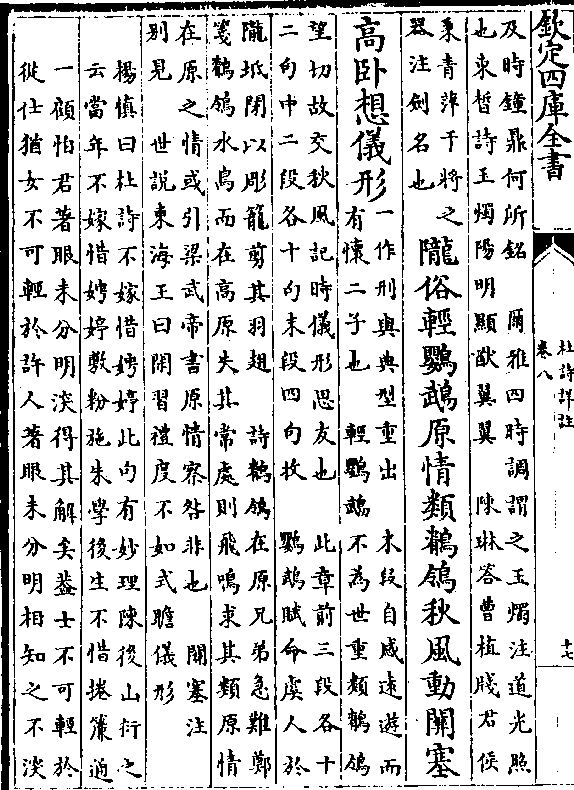 欽定四庫全書
杜詩詳註
卷八
十七
及時鐘鼎何所銘　爾雅四時調謂之玉燭注道光照
也束皙詩玉燭陽明顯猷翼翼　陳琳答曹植牋君侯
秉青萍干將之
器注劍名也
隴俗輕鸚鵡原情類鶺鴒秋風動關塞
高卧想儀形
一作刑與典型重出　末段自感逺遊而
有懷二子也　輕鸚鵡不為世重類鶺鴒
望切故交秋風記時儀形思友也　此章前三段各十
二句中二段各十句末段四句收　鸚鵡賦命虞人於
隴坻閉以彫籠剪其羽翅　詩鶺鴒在原兄弟急難鄭
箋鶺鴒水鳥而在高原失其常處則飛鳴求其類原情
在原之情或引梁武帝書原情察咎非也　關塞注
别見　世說東海王曰閑習禮度不如式瞻儀形
楊慎曰杜詩不嫁惜娉婷此句有妙理陳後山衍之
云當年不嫁惜娉婷敷粉施朱學後生不惜捲簾通
一顧怕君著眼未分明深得其解矣葢士不可輕於
從仕猶女不可輕於許人著眼未分明相知之不深